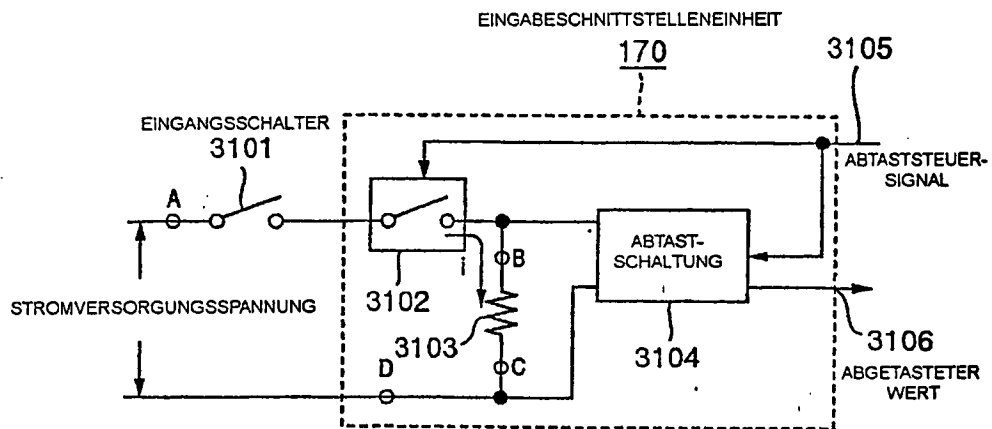 EINGABESCHNITTSTELLENEINHEIT
170
3105
EINGANGSSCHALTER
3101
ABTASTSTEUER-
SIGNAL
A
ABTAST-
SCHALTUNG
i
B
3102
STROMVERSORGUNGSSPANNUNG
3103
3104
3106
D
C
ABGETASTETER
WERT